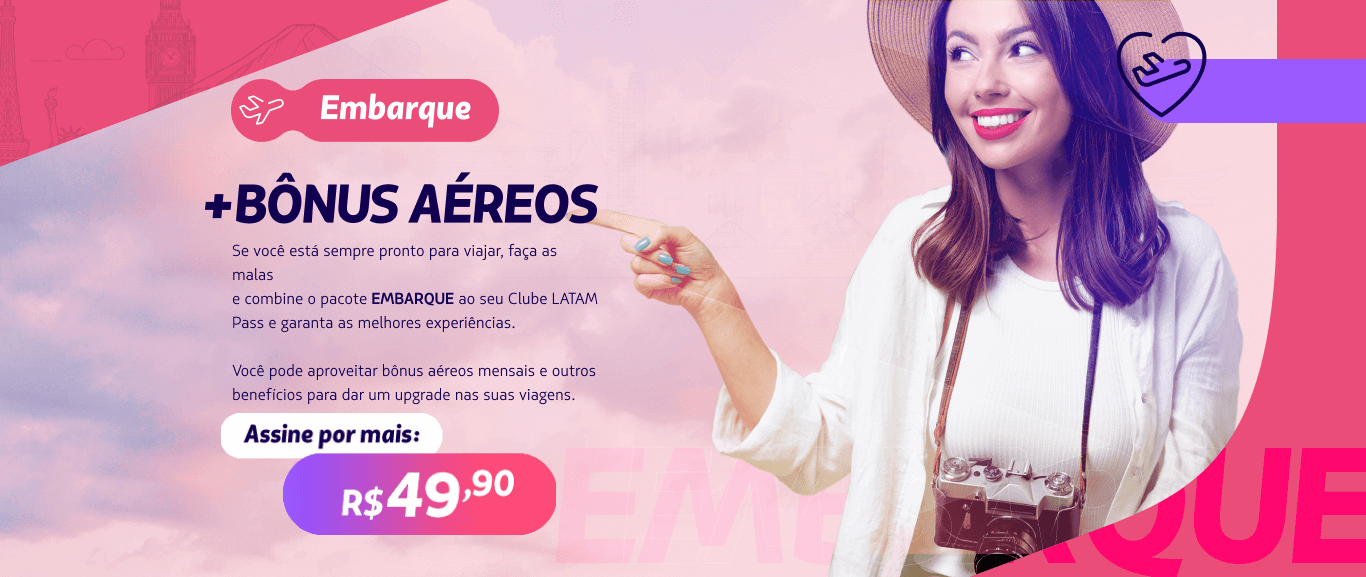 Embarque
+BÔNUS AÉREOS
Se você está sempre pronto para viajar, faça as
malas
e combine o pacote EMBARQUE ao seu Clube LATAM
Pass e garanta as melhores experiências.
Você pode aproveitar bônus aéreos mensais e outros
benefícios para dar um upgrade nas suas viagens.
Assine por mais:
R$49,90
EMBARQUE